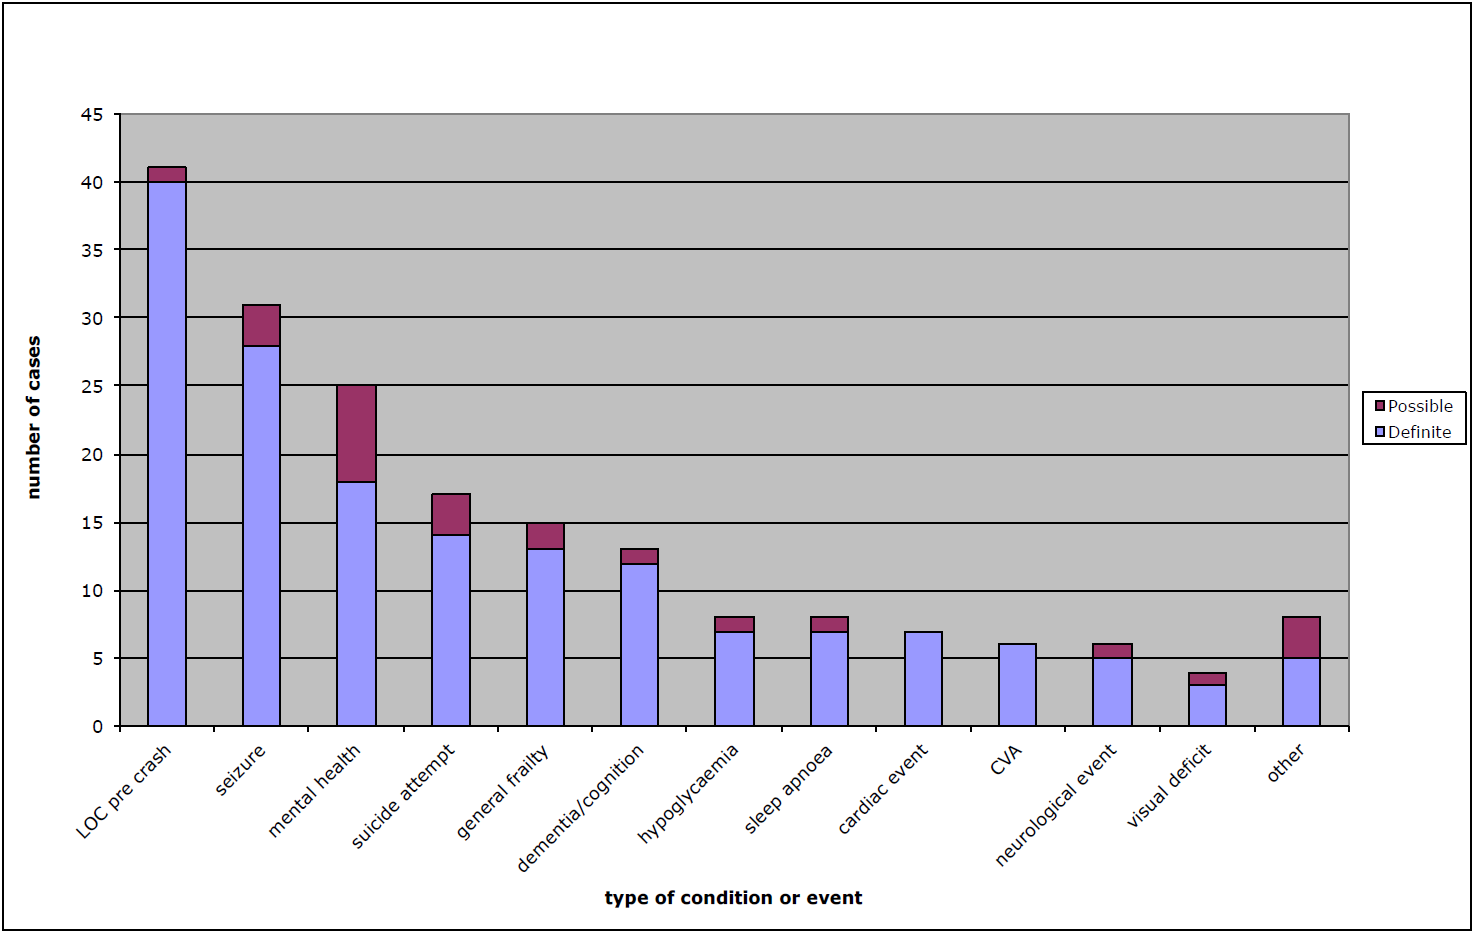 45
40
35
30
25
20
15
10
5
0
number of cases
Possible
Definite
LOC pre crash
seizure
mental health
suicide attempt
general frailty
dementia/cognition
hypoglycaemia
sleep apnoea
cardiac event
CVA
neurological event
visual deficit
other
type of condition or event